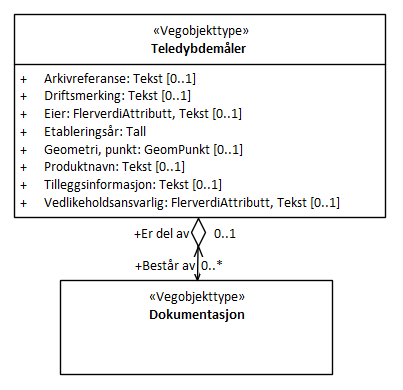 «Vegobjekttype»
Teledybdemåler
+ Arkivreferanse: Tekst [0..1]
+ Driftsmerking: Tekst [0..1]
+ Eier: FlerverdiAttributt, Tekst [0..1]
+ Etableringsår: Tall
+ Geometri, punkt: GeomPunkt [0..1]
+ Produktnavn: Tekst [0..1]
+ Tilleggsinformasjon: Tekst [0..1]
+ Vedlikeholdsansvarlig: FlerverdiAttributt, Tekst [0..1]
+Er del av 0..1
+Består av 0..*
«Vegobjekttype»
Dokumentasjon